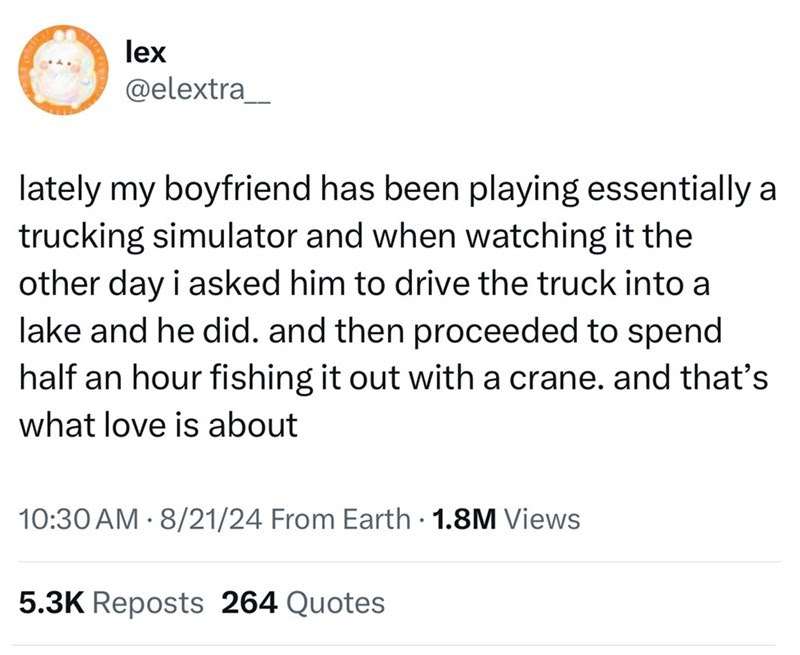 lex
@elextra__
lately my boyfriend has been playing essentially a
trucking simulator and when watching it the
other day i asked him to drive the truck into a
lake and he did. and then proceeded to spend
half an hour fishing it out with a crane. and that’s
what love is about
10:30 AM · 8/21/24 From Earth · 1.8M Views
5.3K Reposts 264 Quotes